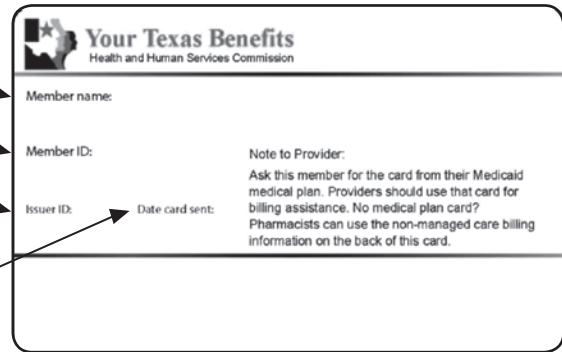 Your Texas Benefits
Health and Human Services Commission
Member name:
Member ID:
Note to Provider:
Ask this member for the card from their Medicaid
medical plan. Providers should use that card for
Issuer ID: Date card sent: billing assistance. No medical plan card?
Pharmacists can use the non-managed care billing
information on the back of this card.